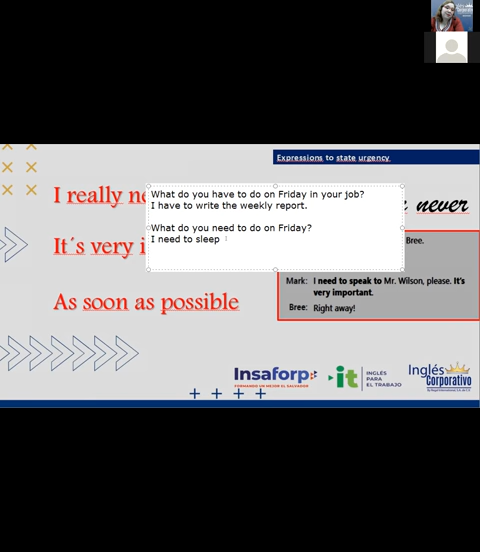 Expressions to state urgency
I really
never
What do you have to do on Friday in your job?
I have to write the weekly report.
What do you need to do on Friday?
I need to sleep
It´s very
Bree.
Mark: I need to speak to Mr. Wilson, please. It's
very important.
Bree: Right away!
As soon as possible
Insaforp
FORMANDO UN MEJOR EL SALVADOR
it
INGLÉS
PARA
EL TRABAJO
Inglés
Corporativo